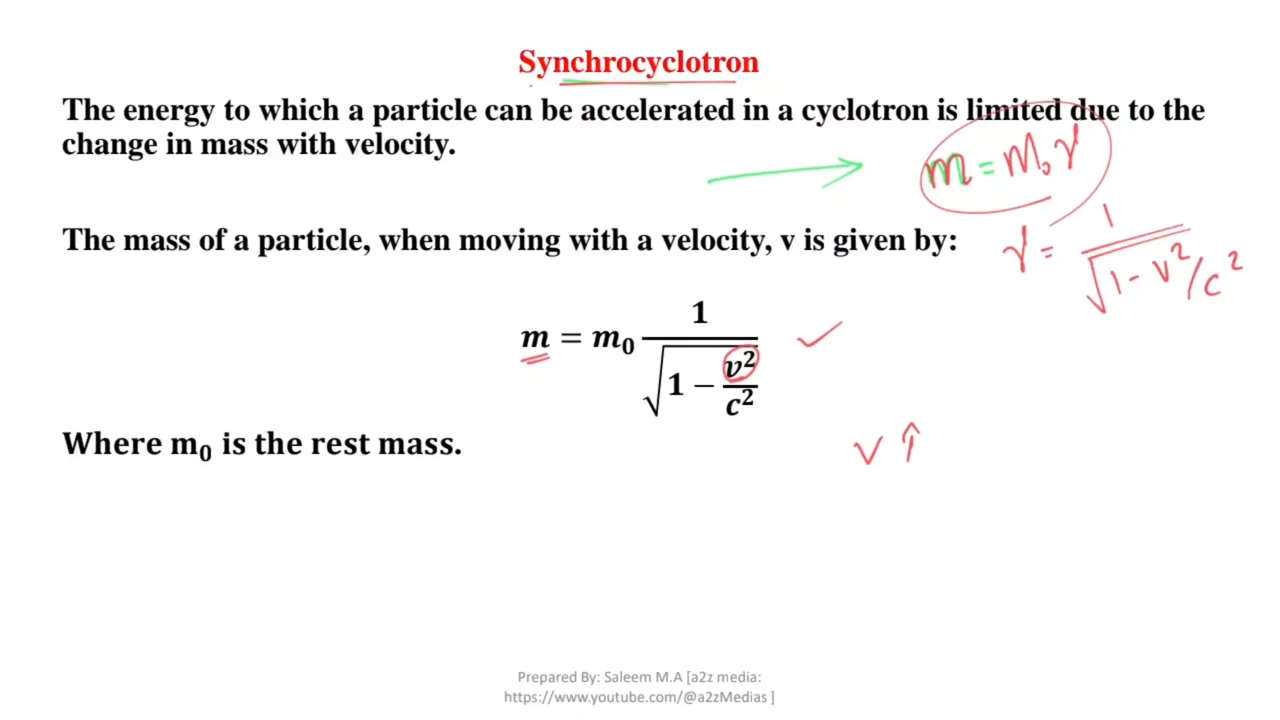 Synchrocyclotron
The energy to which a particle can be accelerated in a cyclotron is limited due to the
change in mass with velocity.
m = m₀ γ
The mass of a particle, when moving with a velocity, v is given by:
γ = 1/√(1 - v²/c²)
m = m₀ 1/√(1 − v²/c²)
Where m₀ is the rest mass.
v ↑
Prepared By: Saleem M.A [a2z media:
https://www.youtube.com/@a2zMedias ]